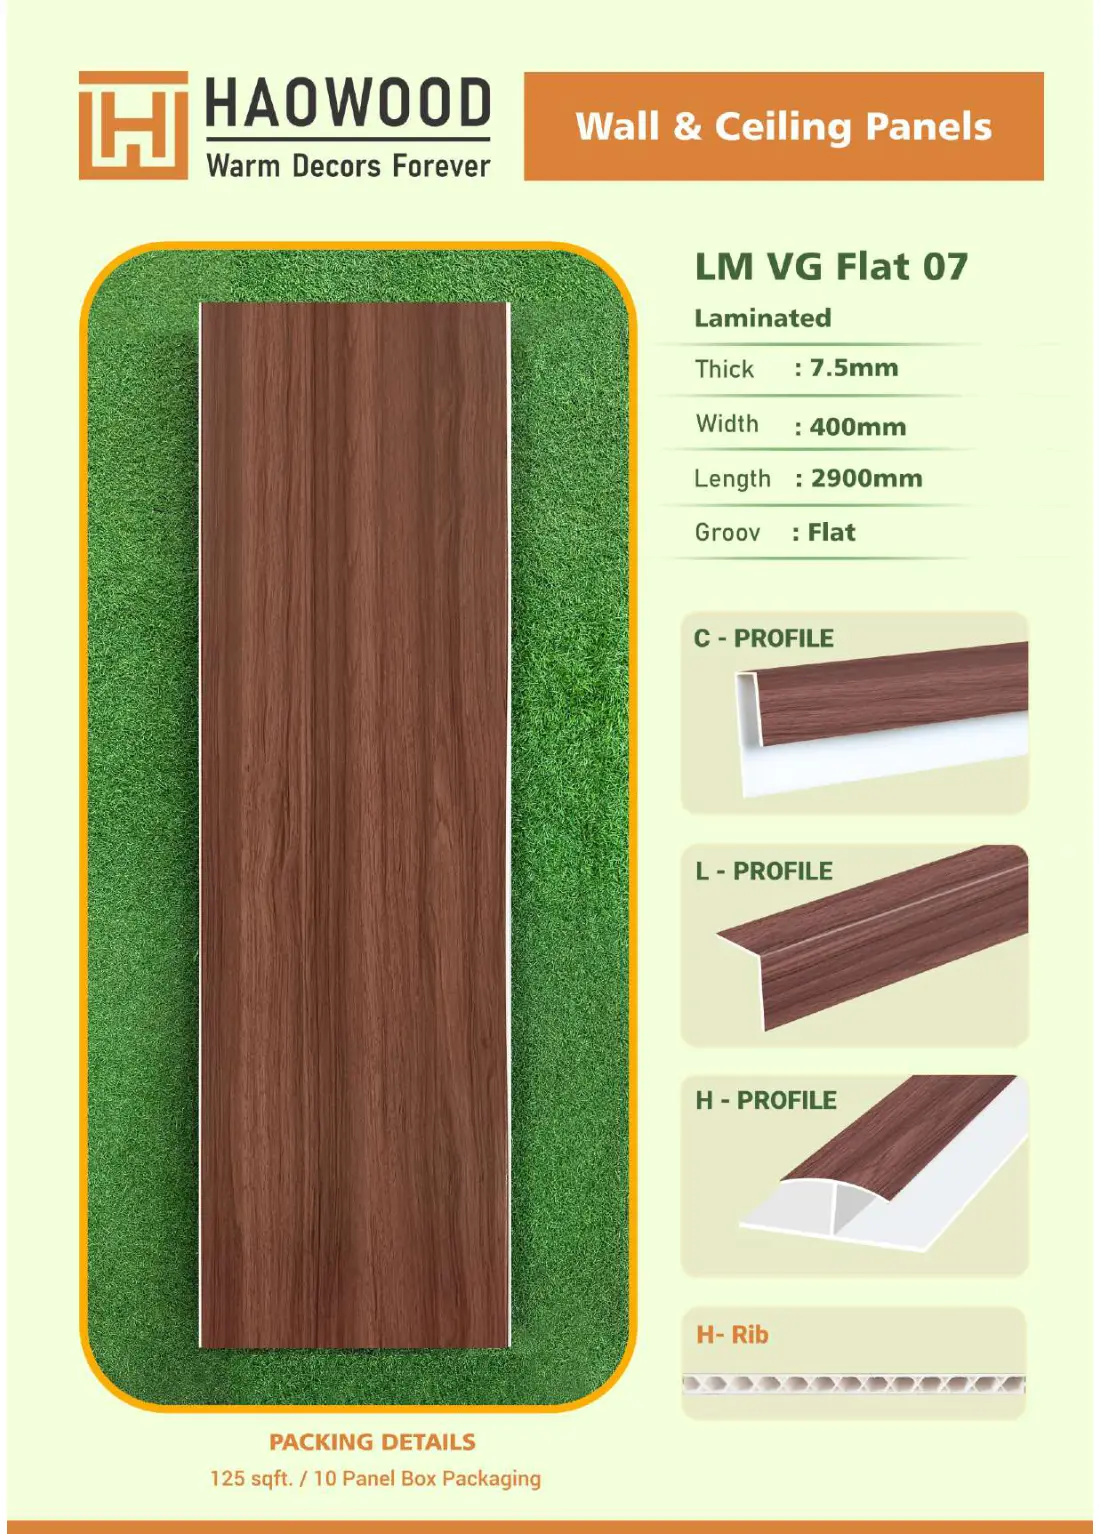 HAOWOOD
Warm Decors Forever
Wall & Ceiling Panels
LM VG Flat 07
Laminated
Thick : 7.5mm
Width : 400mm
Length : 2900mm
Groov : Flat
C - PROFILE
L - PROFILE
H - PROFILE
H- Rib
PACKING DETAILS
125 sqft. / 10 Panel Box Packaging